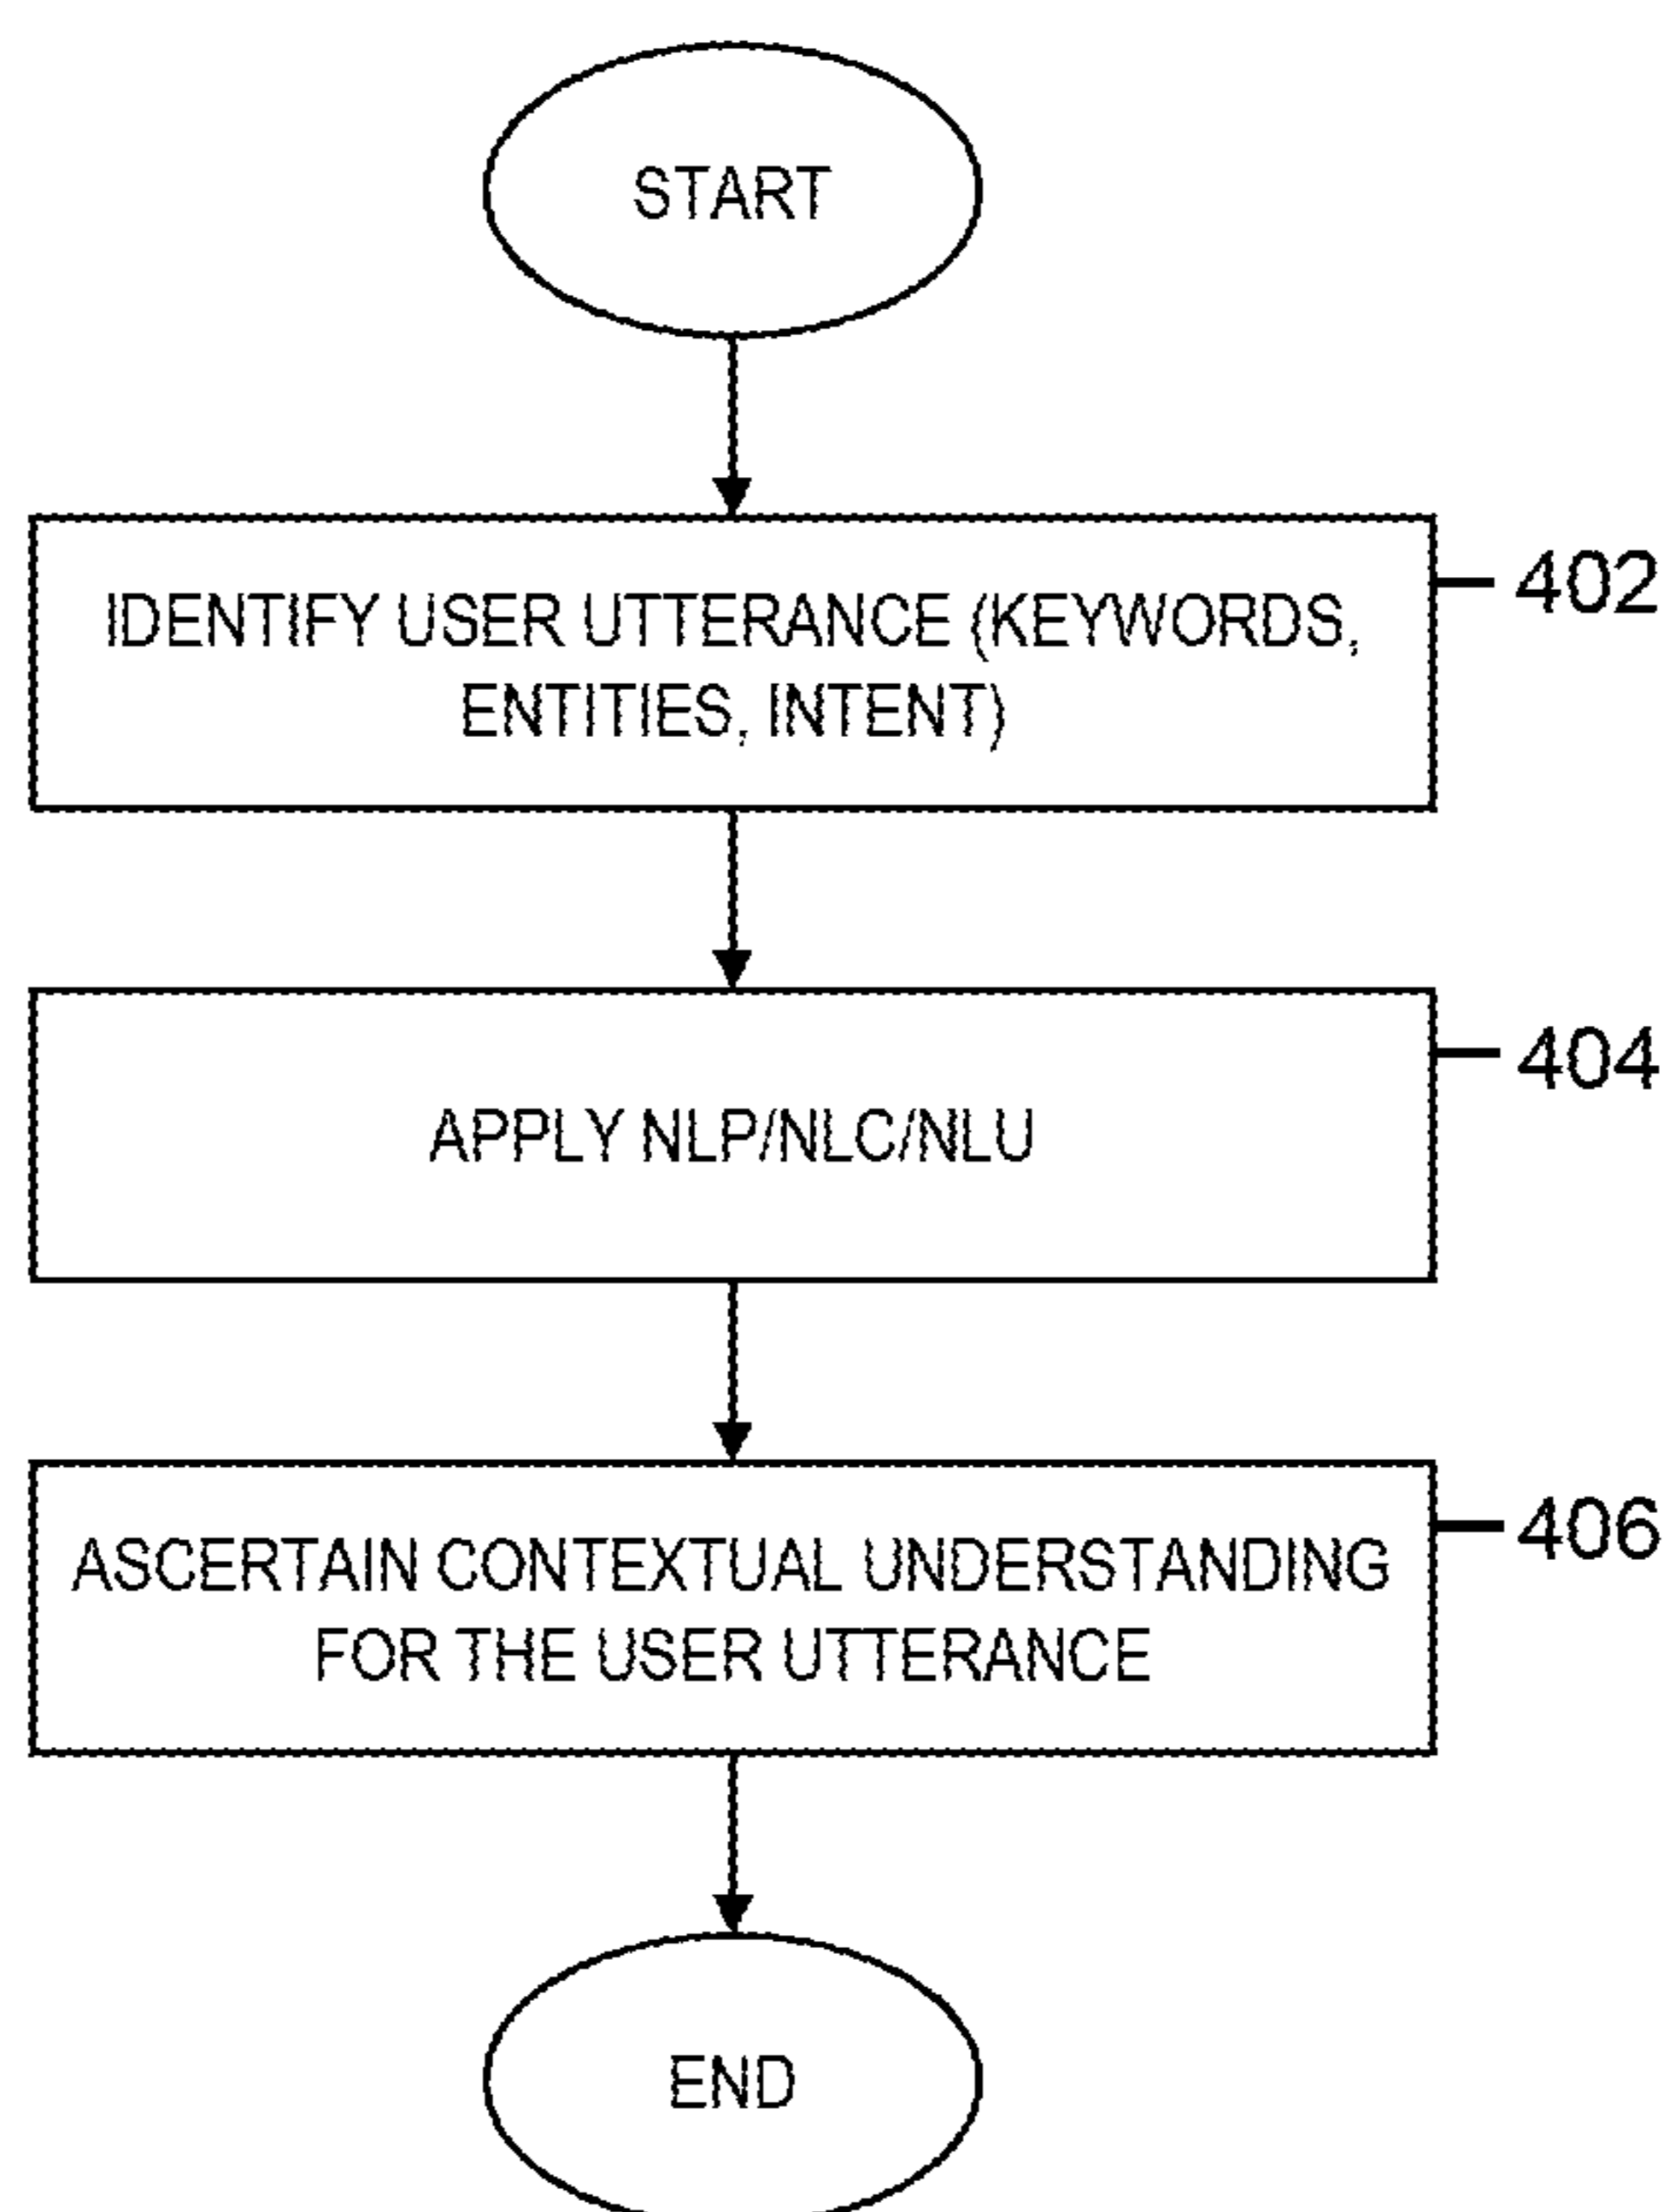 START
IDENTIFY USER UTTERANCE (KEYWORDS,
ENTITIES, INTENT)
402
APPLY NLP/NLC/NLU
404
ASCERTAIN CONTEXTUAL UNDERSTANDING
FOR THE USER UTTERANCE
406
END